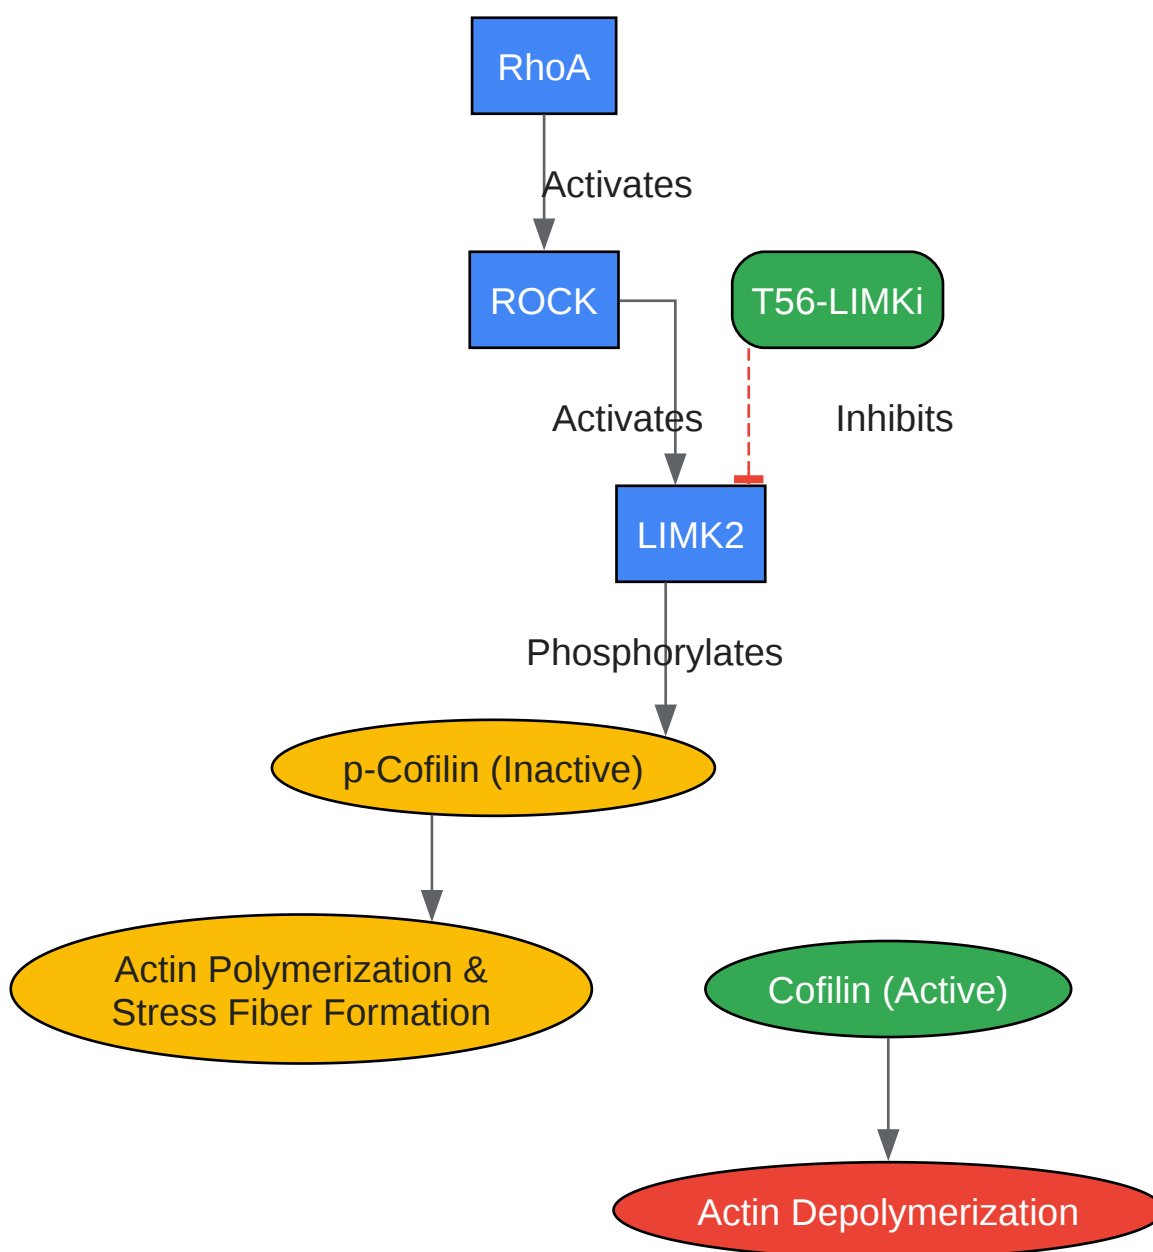 RhoA
Activates
ROCK
T56-LIMKi
Activates
Inhibits
LIMK2
Phosphorylates
p-Cofilin (Inactive)
Actin Polymerization &
Stress Fiber Formation
Cofilin (Active)
Actin Depolymerization